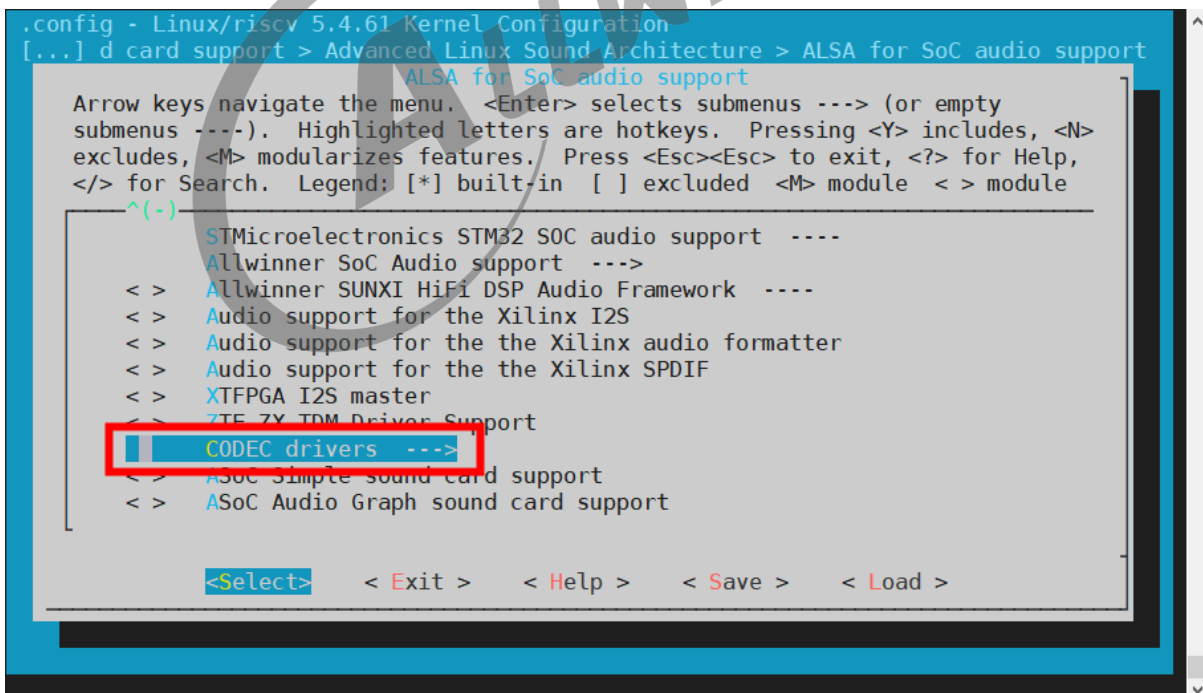 .config - Linux/riscv 5.4.61 Kernel Configuration
[...] d card support > Advanced Linux Sound Architecture > ALSA for SoC audio support
ALSA for SoC audio support
Arrow keys navigate the menu.  <Enter> selects submenus ---> (or empty
submenus ----).  Highlighted letters are hotkeys.  Pressing <Y> includes, <N>
excludes, <M> modularizes features.  Press <Esc><Esc> to exit, <?> for Help,
</> for Search.  Legend: [*] built-in  [ ] excluded  <M> module  < > module
^(-)
STMicroelectronics STM32 SOC audio support  ----
Allwinner SoC Audio support  --->
< >   Allwinner SUNXI HiFi DSP Audio Framework  ----
< >   Audio support for the Xilinx I2S
< >   Audio support for the the Xilinx audio formatter
< >   Audio support for the the Xilinx SPDIF
< >   XTFPGA I2S master
< >   ZTE ZX TDM Driver Support
CODEC drivers  --->
< >   ASoC Simple sound card support
< >   ASoC Audio Graph sound card support
<Select>    < Exit >    < Help >    < Save >    < Load >